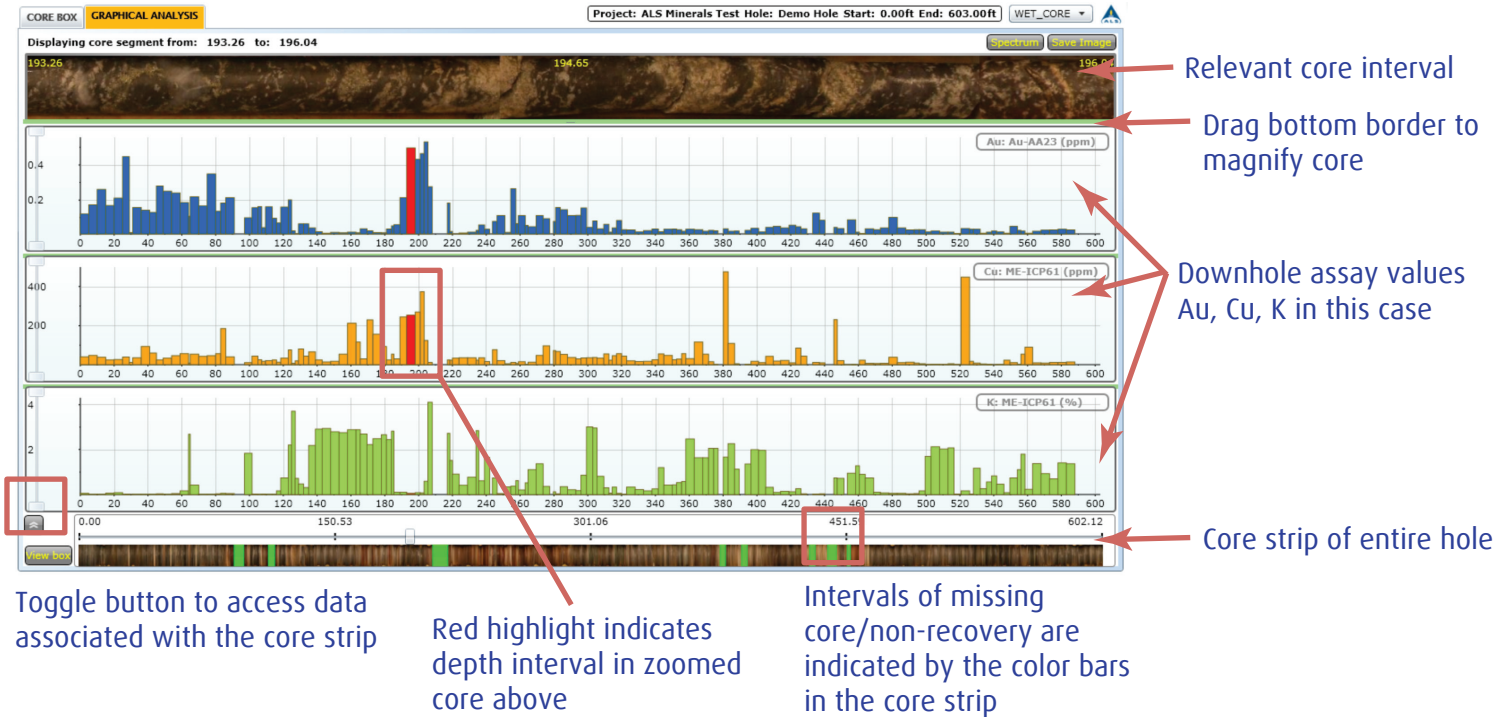 CORE BOX GRAPHICAL ANALYSIS Project: ALS Minerals Test Hole: Demo Hole Start: 0.00ft End: 603.00ft WET_CORE ALS
Displaying core segment from: 193.26 to: 196.04 Spectrum Save Image
193.26 194.65 196.04
Relevant core interval
Drag bottom border to
magnify core
Au: Au-AA23 (ppm)
0.4
0.2
0 20 40 60 80 100 120 140 160 180 200 220 240 260 280 300 320 340 360 380 400 420 440 460 480 500 520 540 560 580 600
Cu: ME-ICP61 (ppm)
400
200
0 20 40 60 80 100 120 140 160 180 200 220 240 260 280 300 320 340 360 380 400 420 440 460 480 500 520 540 560 580 600
Downhole assay values
Au, Cu, K in this case
K: ME-ICP61 (%)
4
2
0 20 40 60 80 100 120 140 160 180 200 220 240 260 280 300 320 340 360 380 400 420 440 460 480 500 520 540 560 580 600
0.00 150.53 301.06 451.59 602.12
View box
Core strip of entire hole
Toggle button to access data
associated with the core strip
Red highlight indicates
depth interval in zoomed
core above
Intervals of missing
core/non-recovery are
indicated by the color bars
in the core strip